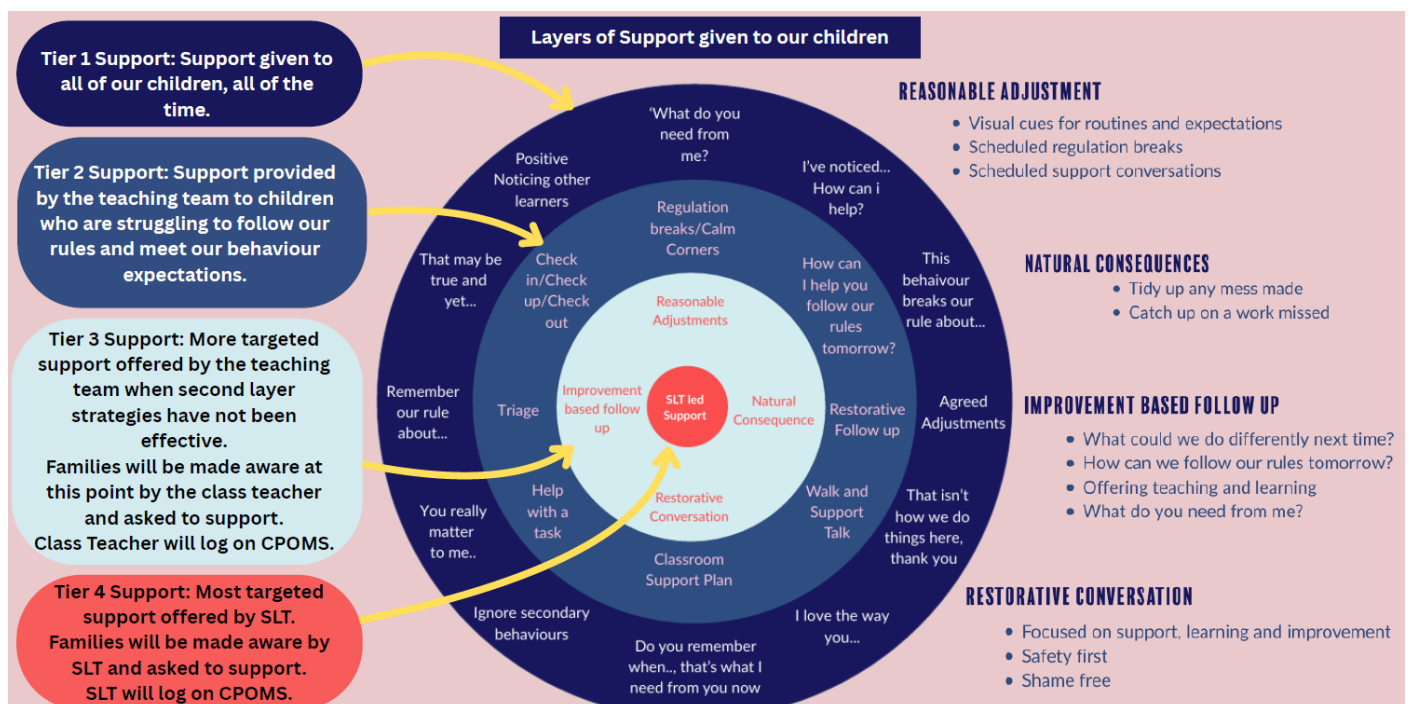 Layers of Support given to our children
Tier 1 Support: Support given to
all of our children, all of the
time.
Tier 2 Support: Support provided
by the teaching team to children
who are struggling to follow our
rules and meet our behaviour
expectations.
Tier 3 Support: More targeted
support offered by the teaching
team when second layer
strategies have not been
effective.
Families will be made aware at
this point by the class teacher
and asked to support.
Class Teacher will log on CPOMS.
Tier 4 Support: Most targeted
support offered by SLT.
Families will be made aware by
SLT and asked to support.
SLT will log on CPOMS.
‘What do you
need from
me?
I've noticed...
How can i
help?
This
behaivour
breaks our
rule about...
Agreed
Adjustments
That isn't
how we do
things here,
thank you
I love the way
you...
Do you remember
when.., that's what I
need from you now
Ignore secondary
behaviours
You really
matter
to me..
Remember
our rule
about...
That may be
true and
yet...
Positive
Noticing other
learners
Regulation
breaks/Calm
Corners
How can
I help you
follow our
rules
tomorrow?
Restorative
Follow up
Walk and
Support
Talk
Classroom
Support Plan
Help
with a
task
Triage
Check
in/Check
up/Check
out
Reasonable
Adjustments
Natural
Consequence
Restorative
Conversation
Improvement
based follow
up
SLT led
Support
REASONABLE ADJUSTMENT
• Visual cues for routines and expectations
• Scheduled regulation breaks
• Scheduled support conversations
NATURAL CONSEQUENCES
• Tidy up any mess made
• Catch up on a work missed
IMPROVEMENT BASED FOLLOW UP
• What could we do differently next time?
• How can we follow our rules tomorrow?
• Offering teaching and learning
• What do you need from me?
RESTORATIVE CONVERSATION
• Focused on support, learning and improvement
• Safety first
• Shame free